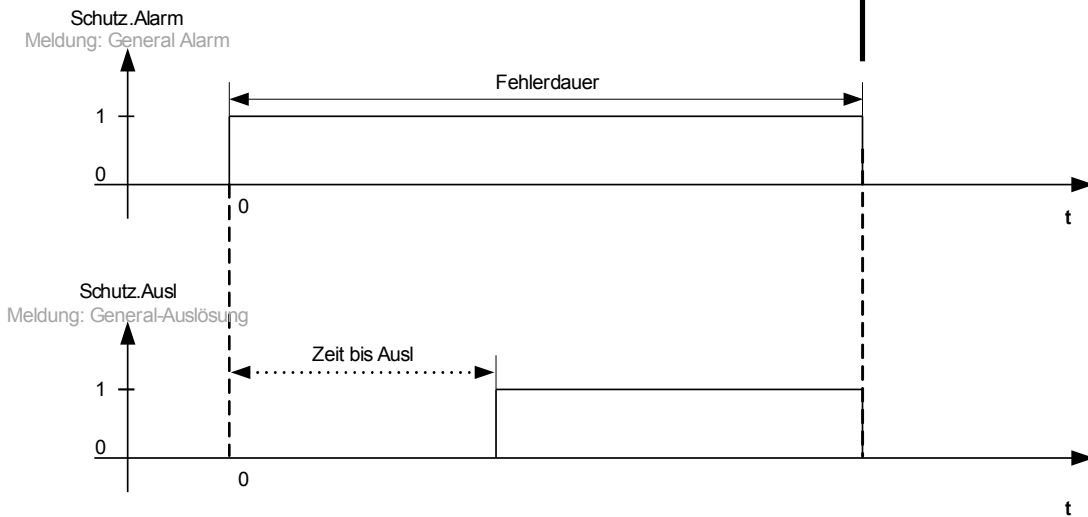 Schutz.Alarm
Meldung: General Alarm
Fehlerdauer
1
0
0
t
Schutz.Ausl
Meldung: General-Auslösung
Zeit bis Ausl
1
0
0
t